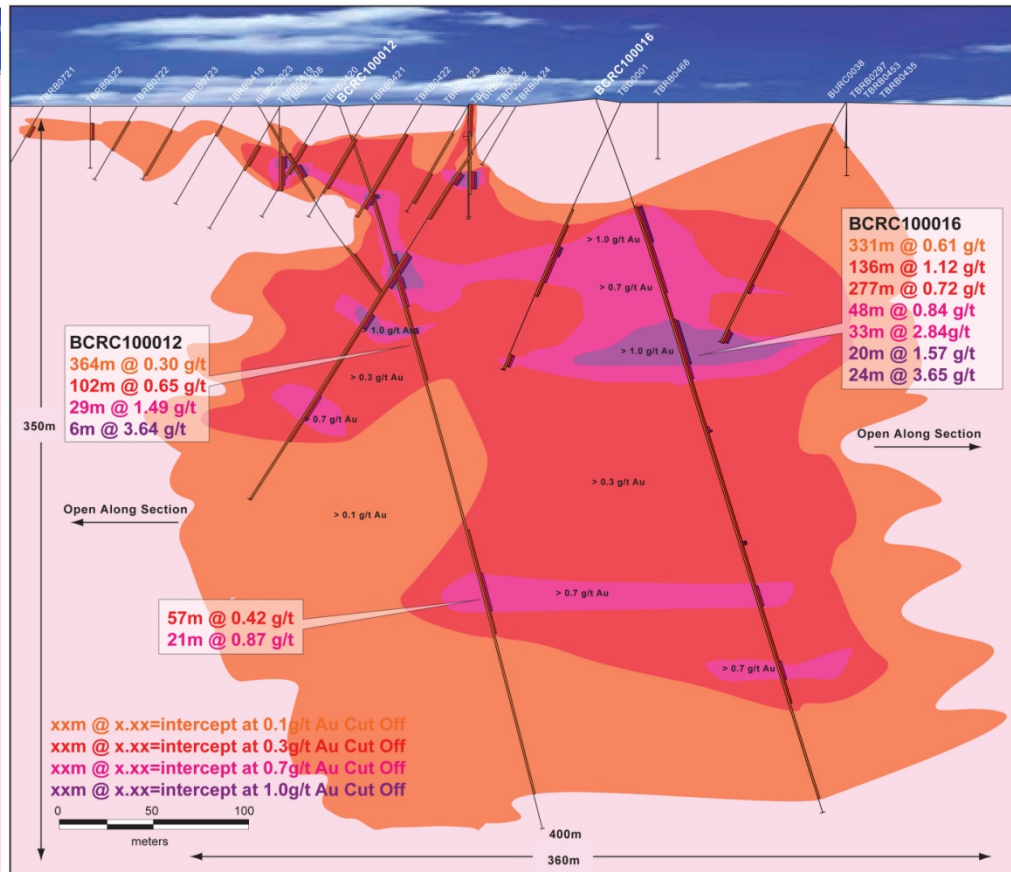 TBRB0721
TBRB0322
TBRB0722
TBRB0723
TBRB0418
BURC0023
BCRC100012
TBRB0421
TBRB0422
TBRB0424
BCRC100016
TBO0001
TBRB0468
BURC0038
TBRB0297
TBRB0453
TBRB0435
> 1.0 g/t Au
> 0.7 g/t Au
> 1.0 g/t Au
BCRC100016
331m @ 0.61 g/t
136m @ 1.12 g/t
277m @ 0.72 g/t
48m @ 0.84 g/t
33m @ 2.84g/t
20m @ 1.57 g/t
24m @ 3.65 g/t
BCRC100012
364m @ 0.30 g/t
102m @ 0.65 g/t
29m @ 1.49 g/t
6m @ 3.64 g/t
> 1.0 g/t Au
> 0.3 g/t Au
> 0.7 g/t Au
350m
Open Along Section
Open Along Section
> 0.3 g/t Au
> 0.1 g/t Au
> 0.7 g/t Au
57m @ 0.42 g/t
21m @ 0.87 g/t
> 0.7 g/t Au
xxm @ x.xx=intercept at 0.1g/t Au Cut Off
xxm @ x.xx=intercept at 0.3g/t Au Cut Off
xxm @ x.xx=intercept at 0.7g/t Au Cut Off
xxm @ x.xx=intercept at 1.0g/t Au Cut Off
0 50 100
meters
400m
360m